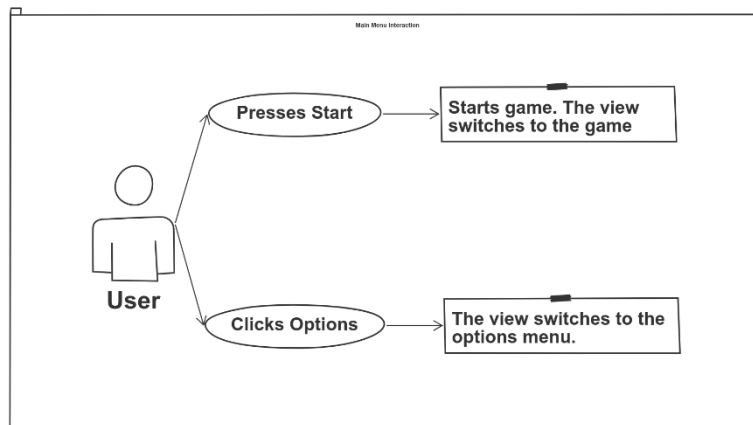 Main Menu Interaction
Presses Start
Starts game. The view
switches to the game
User
Clicks Options
The view switches to the
options menu.